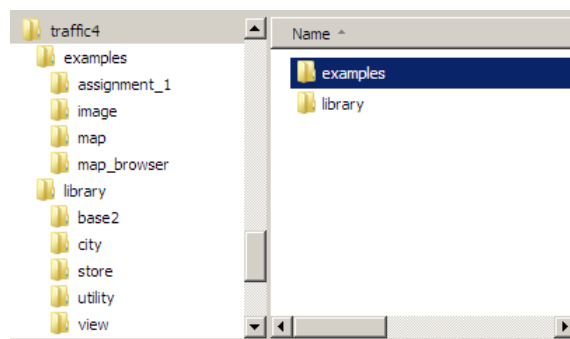 traffic4
examples
assignment_1
image
map
map_browser
library
base2
city
store
utility
view
Name
examples
library